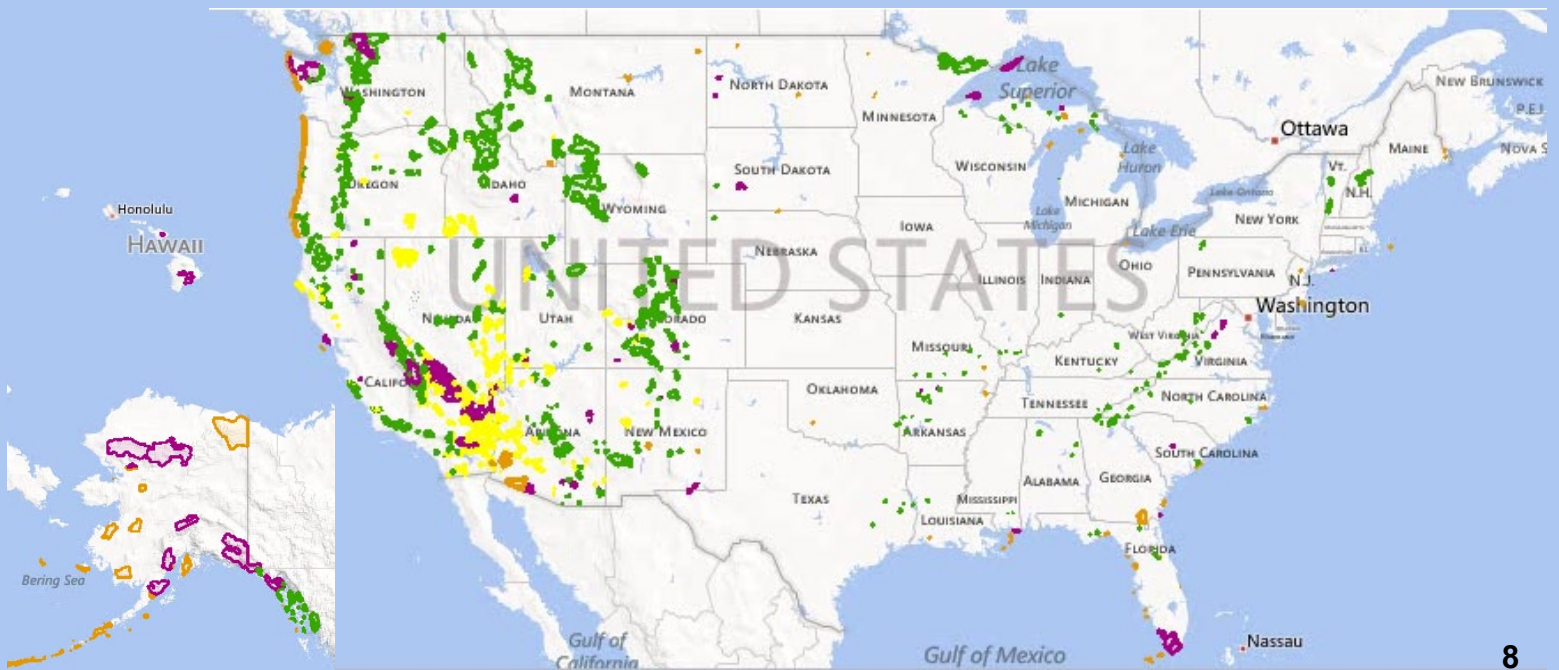 NEW BRUNSWICK
P.E.I
NOVA S
Ottawa
MAINE
Lake
Superior
WASHINGTON
MONTANA
NORTH DAKOTA
MINNESOTA
Lake
Huron
VT.
N.H.
WISCONSIN
SOUTH DAKOTA
OREGON
IDAHO
Lake Ontario
MICHIGAN
NEW YORK
Honolulu
HAWAII
WYOMING
Lake
Michigan
IOWA
Lake Erie
NEBRASKA
UNITED STATES
ILLINOIS
INDIANA
OHIO
PENNSYLVANIA
N.J.
Washington
NEVADA
UTAH
COLORADO
KANSAS
MISSOURI
WEST VIRGINIA
KENTUCKY
VIRGINIA
CALIFO
OKLAHOMA
TENNESSEE
NORTH CAROLINA
ARIZONA
NEW MEXICO
ARKANSAS
SOUTH CAROLINA
TEXAS
MISSISSIPPI
ALABAMA
GEORGIA
LOUISIANA
FLORIDA
Bering Sea
Gulf of
California
Gulf of Mexico
Nassau
8